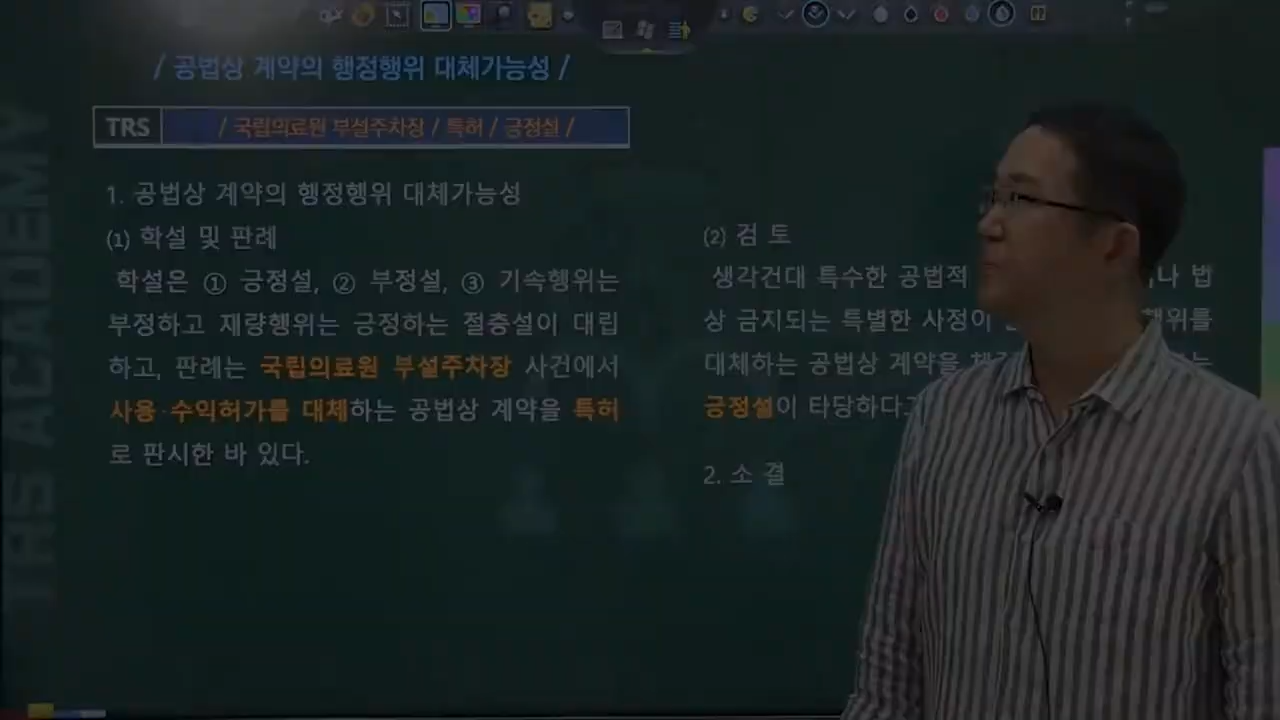 / 공법상 계약의 행정행위 대체가능성 /
TRS / 국립의료원 부설주차장 / 특허 / 긍정설 /
1. 공법상 계약의 행정행위 대체가능성
(1) 학설 및 판례
학설은 ① 긍정설, ② 부정설, ③ 기속행위는
부정하고 재량행위는 긍정하는 절층설이 대립
하고, 판례는 국립의료원 부설주차장 사건에서
사용·수익허가를 대체하는 공법상 계약을 특허
로 판시한 바 있다.
(2) 검 토
생각건대 특수한 공법적 나 법
상 금지되는 특별한 사정이 행위를
대체하는 공법상 계약을 는
긍정설이 타당하다고
2. 소 결
TRS ACADEMY